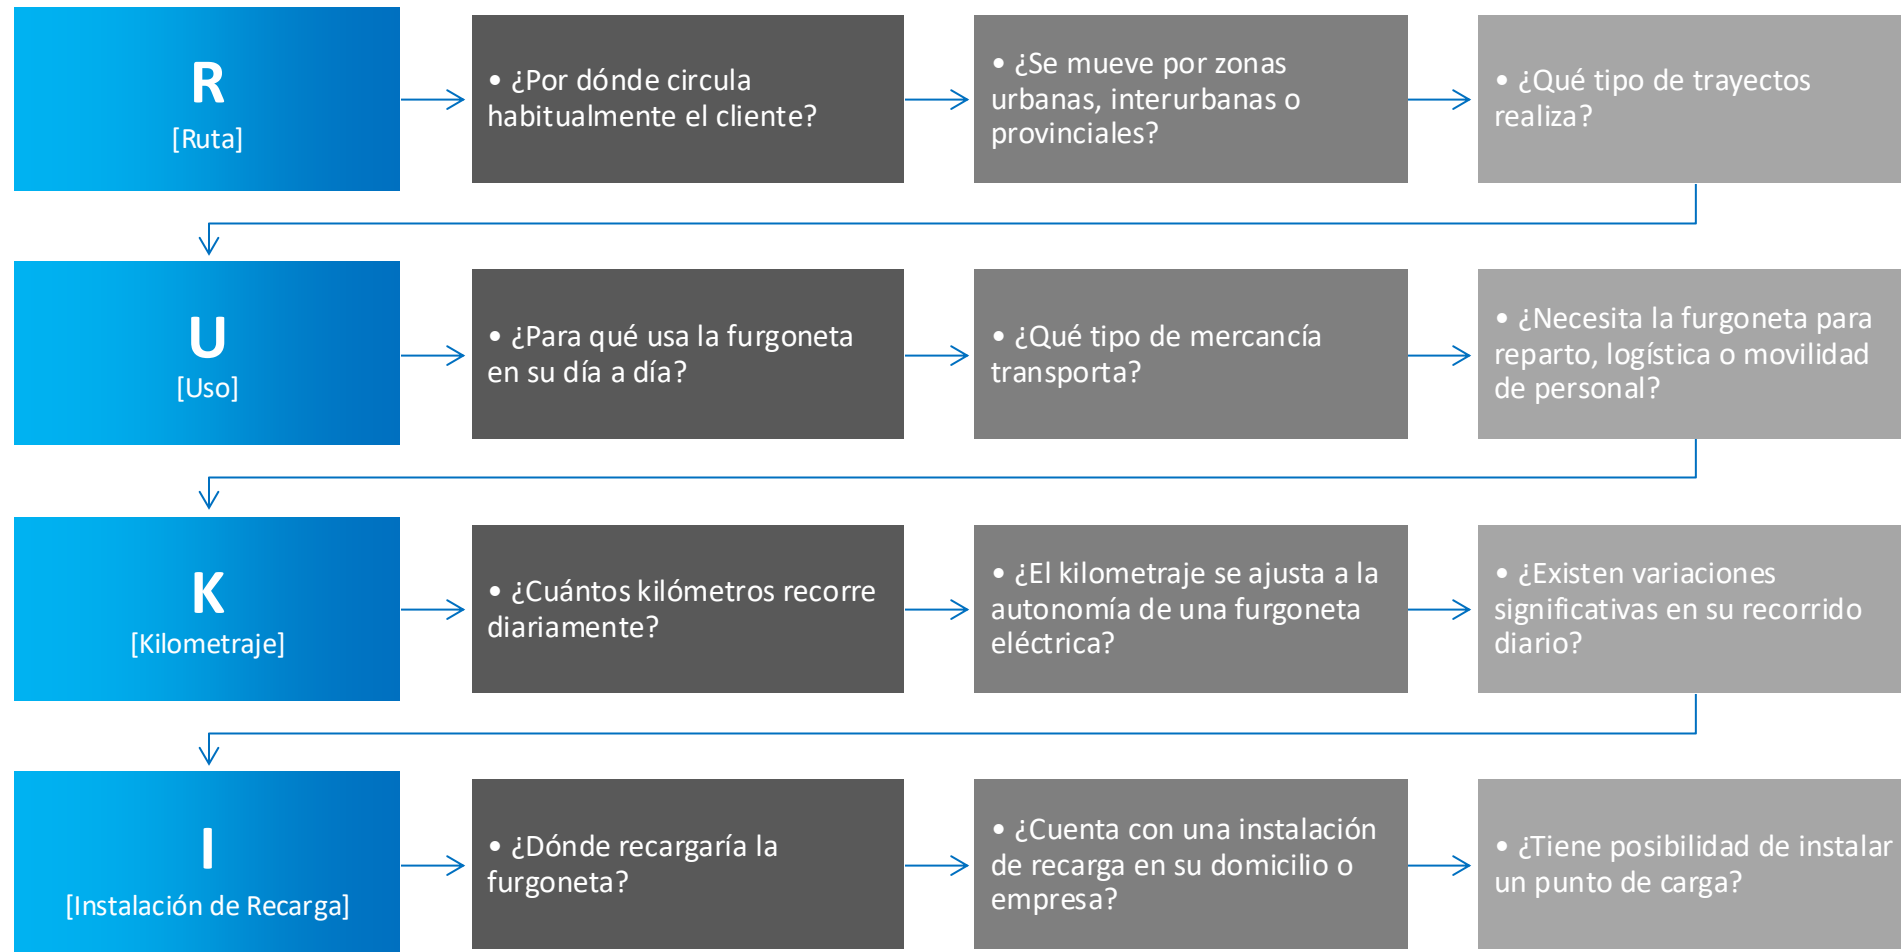 R
[Ruta]
• ¿Por dónde circula
habitualmente el cliente?
• ¿Se mueve por zonas
urbanas, interurbanas o
provinciales?
• ¿Qué tipo de trayectos
realiza?
U
[Uso]
• ¿Para qué usa la furgoneta
en su día a día?
• ¿Qué tipo de mercancía
transporta?
• ¿Necesita la furgoneta para
reparto, logística o movilidad
de personal?
K
[Kilometraje]
• ¿Cuántos kilómetros recorre
diariamente?
• ¿El kilometraje se ajusta a la
autonomía de una furgoneta
eléctrica?
• ¿Existen variaciones
significativas en su recorrido
diario?
I
[Instalación de Recarga]
• ¿Dónde recargaría la
furgoneta?
• ¿Cuenta con una instalación
de recarga en su domicilio o
empresa?
• ¿Tiene posibilidad de instalar
un punto de carga?